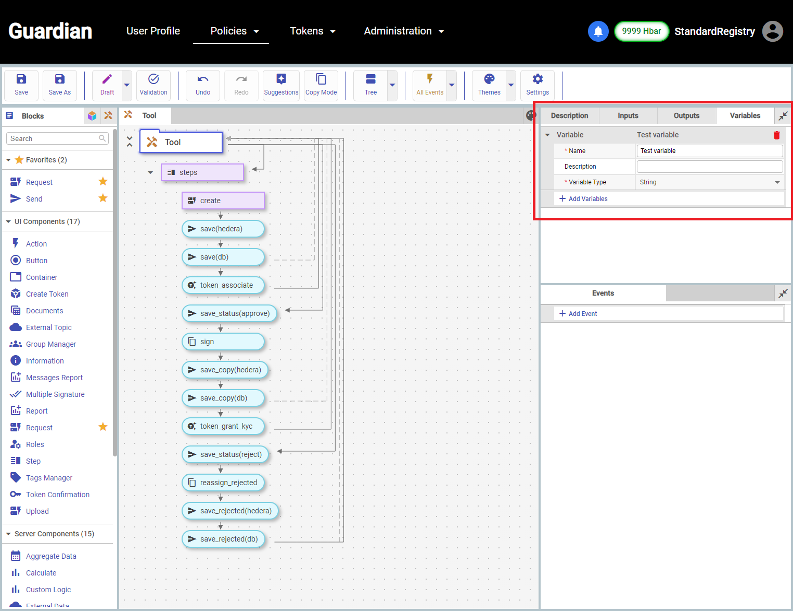 Guardian
User Profile
Policies
Tokens
Administration
9999 Hbar
StandardRegistry
Save
Save As
Draft
Validation
Undo
Redo
Suggestions
Copy Mode
Tree
All Events
Themes
Settings
Blocks
Search
Favorites (2)
Request
Send
UI Components (17)
Action
Button
Container
Create Token
Documents
External Topic
Group Manager
Information
Messages Report
Multiple Signature
Report
Request
Roles
Step
Tags Manager
Token Confirmation
Upload
Server Components (15)
Aggregate Data
Calculate
Custom Logic
External Data
Tool
Tool
steps
create
save(hedera)
save(db)
token_associate
save_status(approve)
sign
save_copy(hedera)
save_copy(db)
token_grant_kyc
save_status(reject)
reassign_rejected
save_rejected(hedera)
save_rejected(db)
Description
Inputs
Outputs
Variables
Variable
Test variable
* Name
Test variable
Description
* Variable Type
String
+ Add Variables
Events
+ Add Event